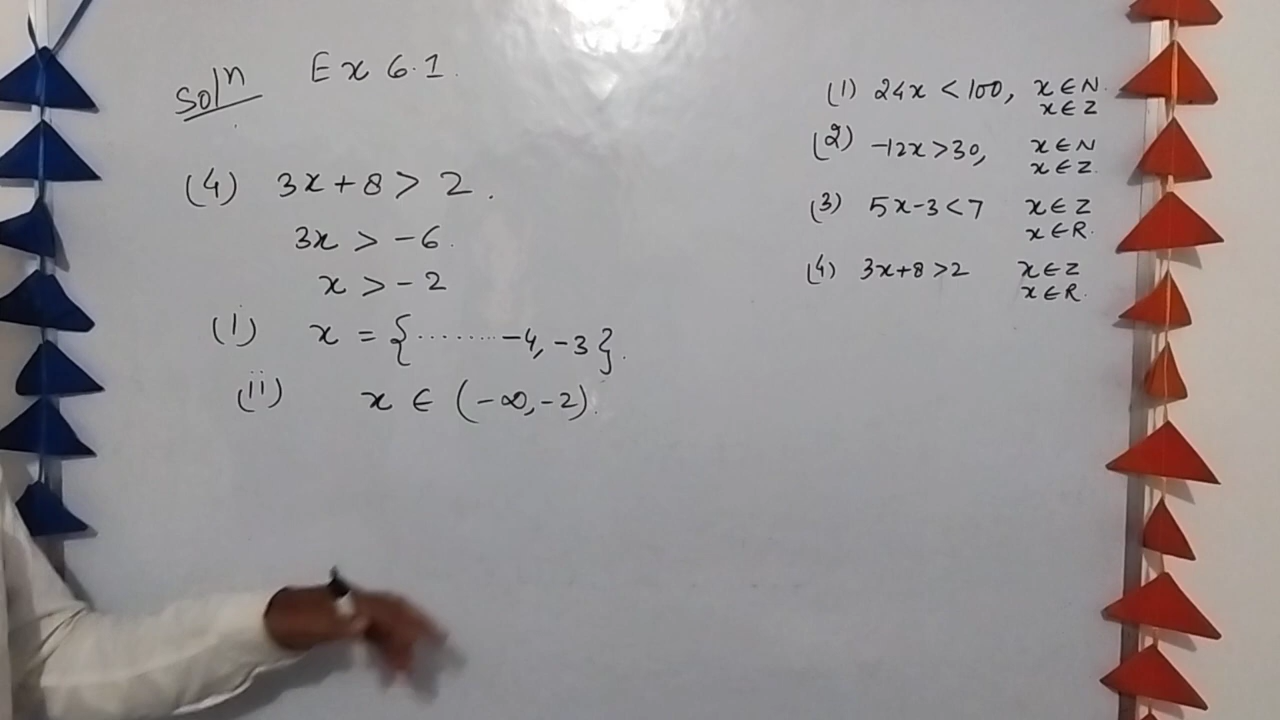 Solⁿ Ex 6.1.
(4) 3x+8 > 2.
3x > -6.
x > -2
(i) x = {........-4, -3}.
(ii) x ∈ (-∞, -2).
(1) 24x < 100, x ∈ N.
x ∈ Z
(2) -12x > 30, x ∈ N
x ∈ Z.
(3) 5x-3 < 7 x ∈ Z
x ∈ R.
(4) 3x+8 > 2 x ∈ Z
x ∈ R.